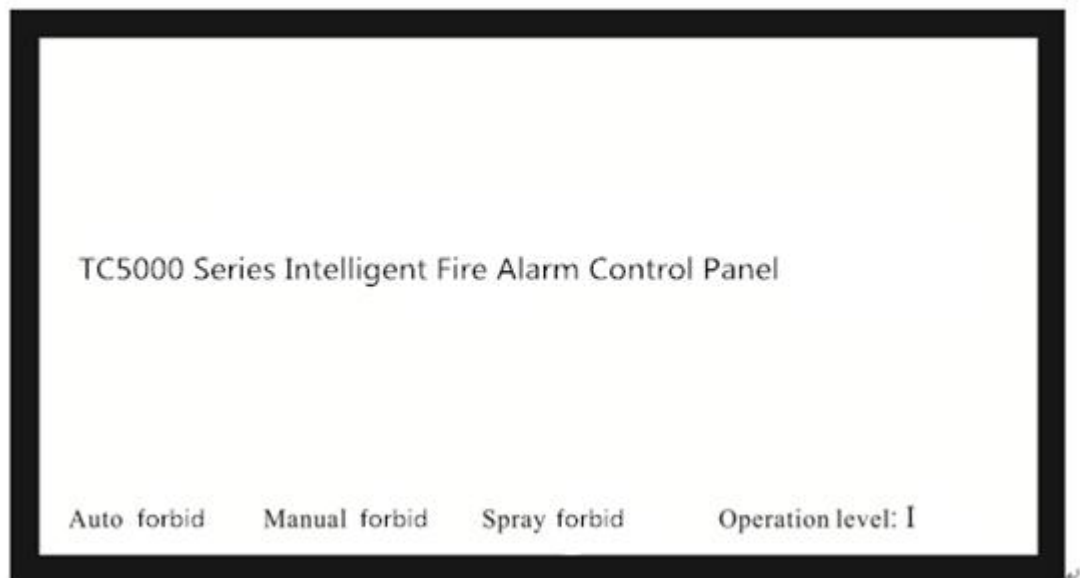 TC5000 Series Intelligent Fire Alarm Control Panel
Auto forbid Manual forbid Spray forbid Operation level: I